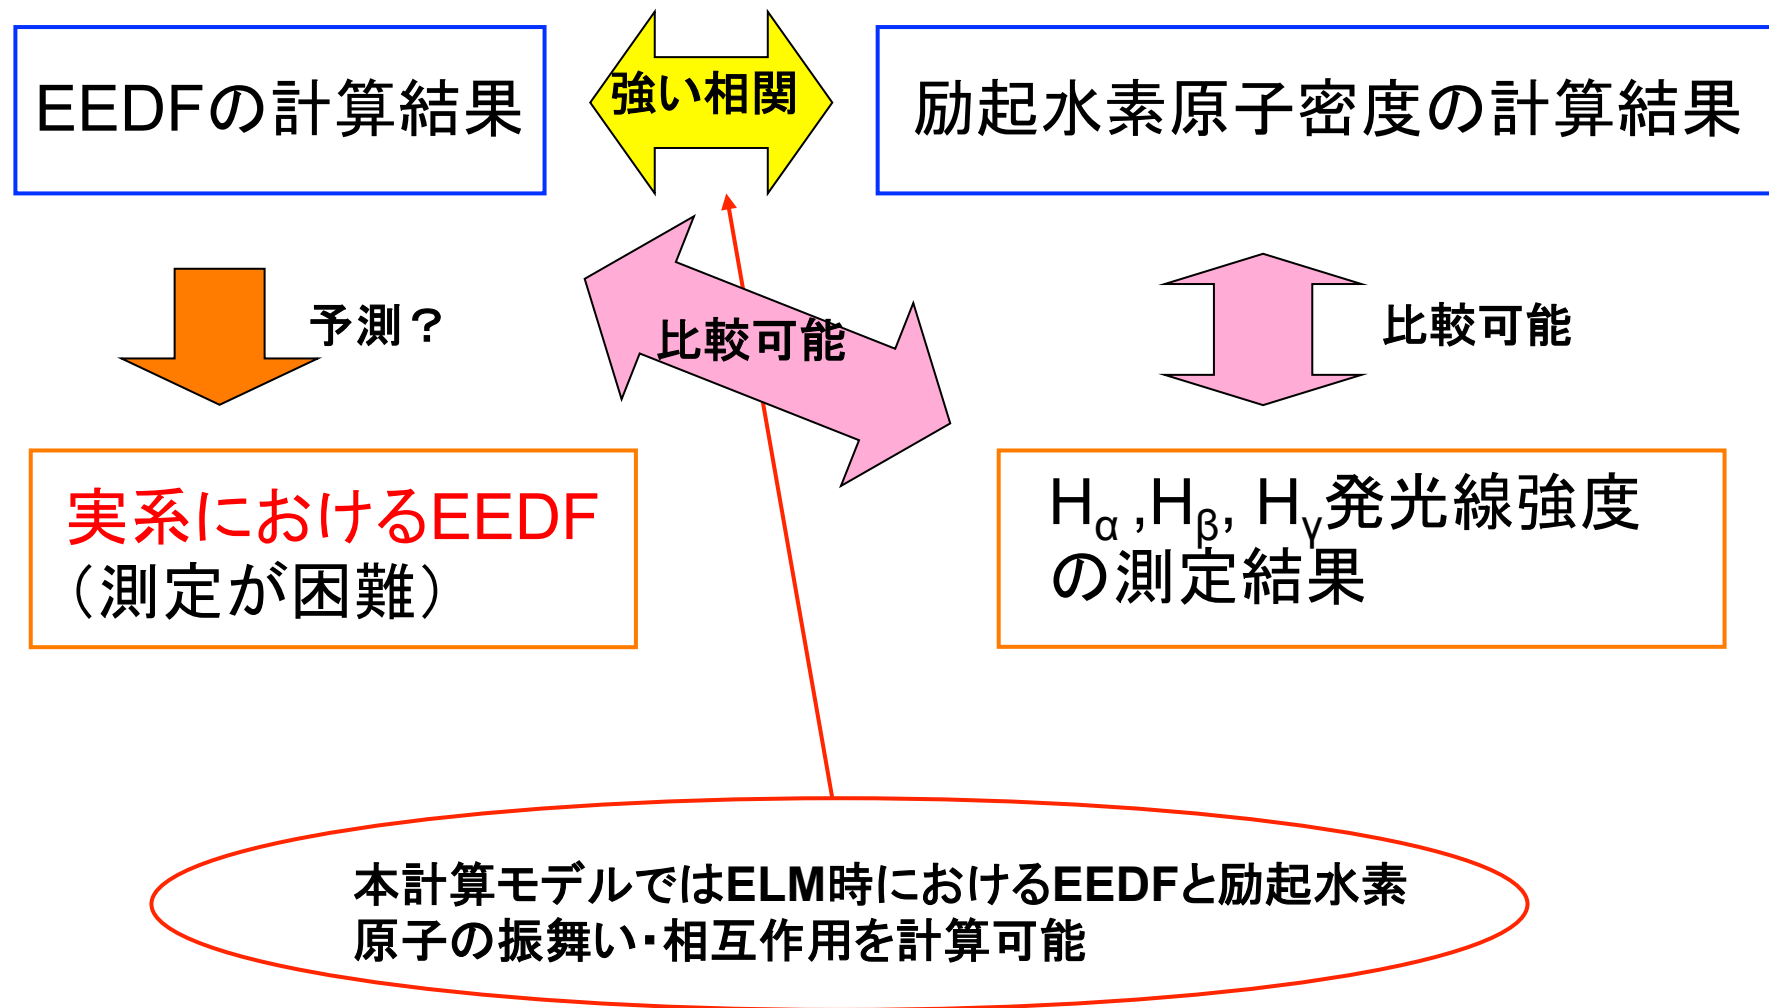 EEDFの計算結果
強い相関
励起水素原子密度の計算結果
予測？
比較可能
比較可能
実系におけるEEDF
（測定が困難）
Hα ,Hβ, Hγ発光線強度
の測定結果
本計算モデルではELM時におけるEEDFと励起水素
原子の振舞い・相互作用を計算可能